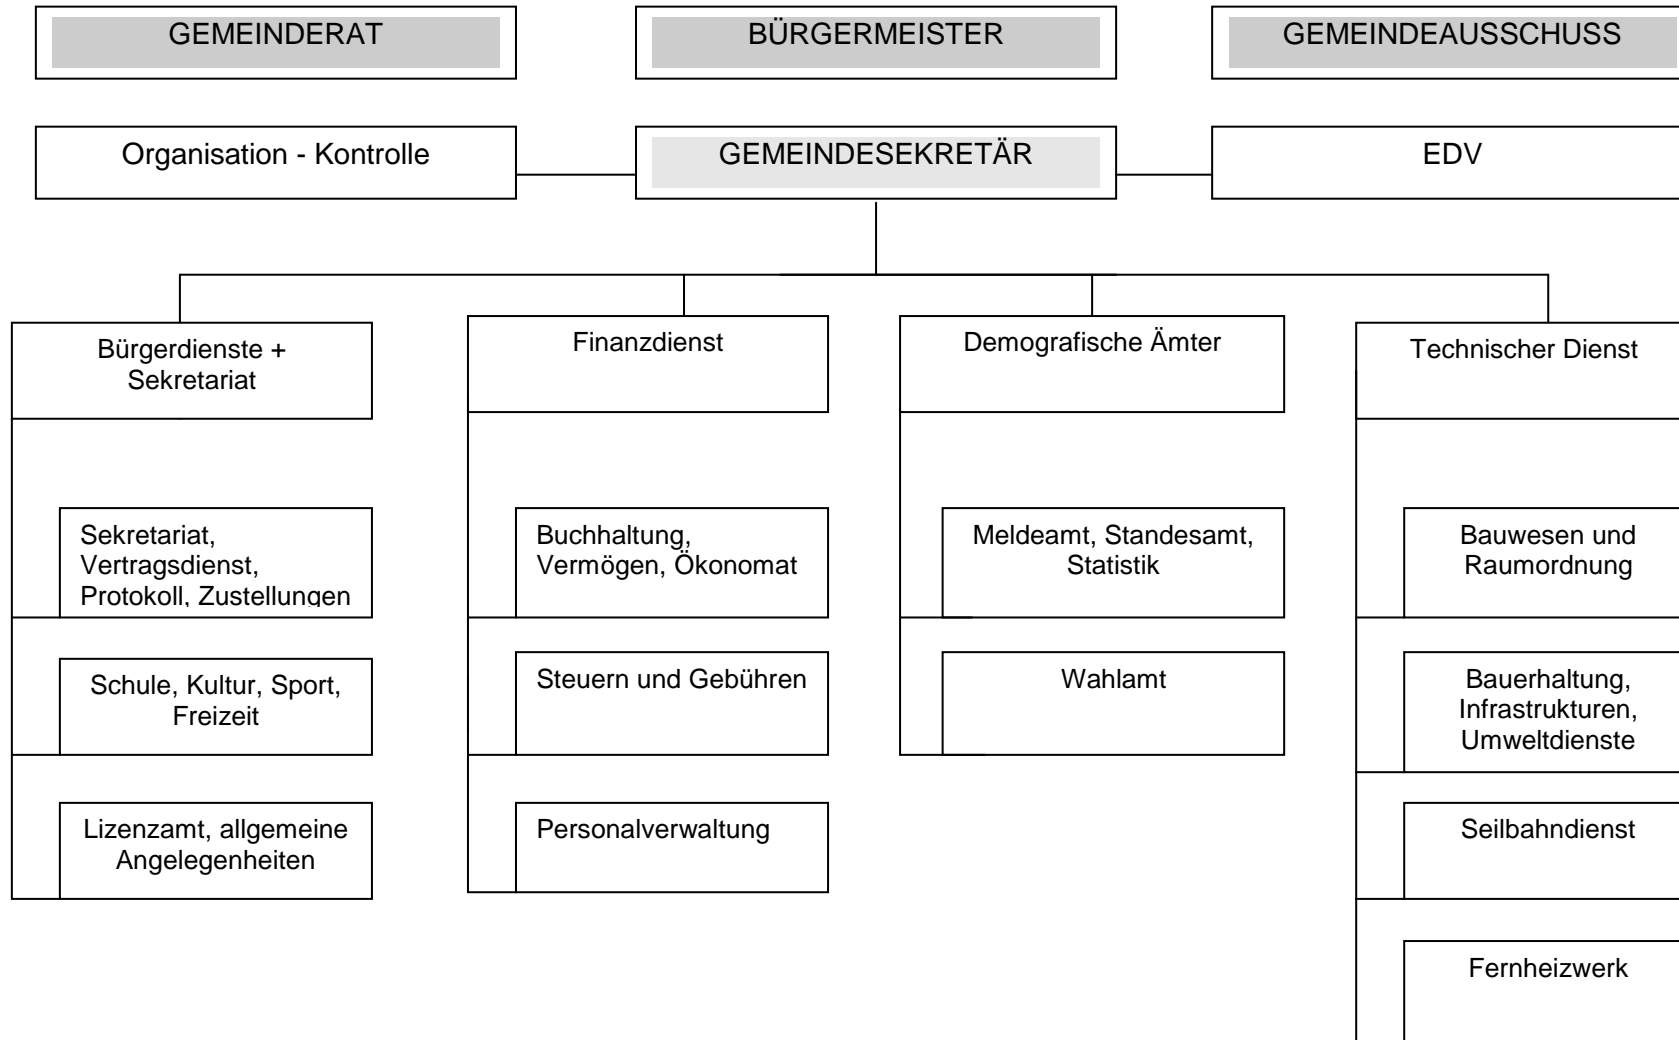 GEMEINDERAT
BÜRGERMEISTER
GEMEINDEAUSSCHUSS
Organisation - Kontrolle
GEMEINDESEKRETÄR
EDV
Bürgerdienste +
Sekretariat
Finanzdienst
Demografische Ämter
Technischer Dienst
Sekretariat,
Vertragsdienst,
Protokoll, Zustellungen
Schule, Kultur, Sport,
Freizeit
Lizenzamt, allgemeine
Angelegenheiten
Buchhaltung,
Vermögen, Ökonomat
Steuern und Gebühren
Personalverwaltung
Meldeamt, Standesamt,
Statistik
Wahlamt
Bauwesen und
Raumordnung
Bauerhaltung,
Infrastrukturen,
Umweltdienste
Seilbahndienst
Fernheizwerk